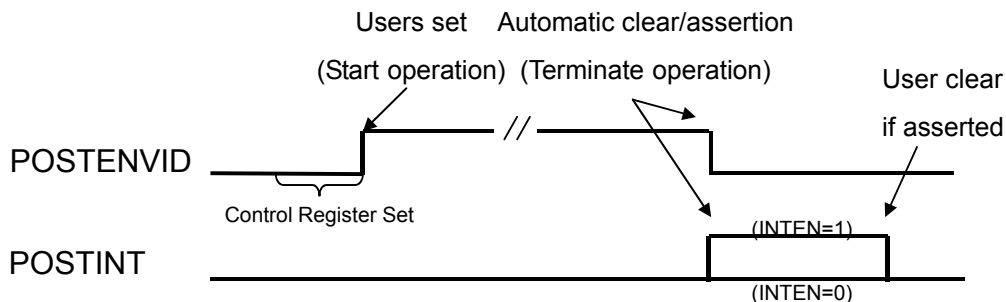 Users set
(Start operation)
Automatic clear/assertion
(Terminate operation)
User clear
if asserted
POSTENVID
Control Register Set
(INTEN=1)
POSTINT
(INTEN=0)